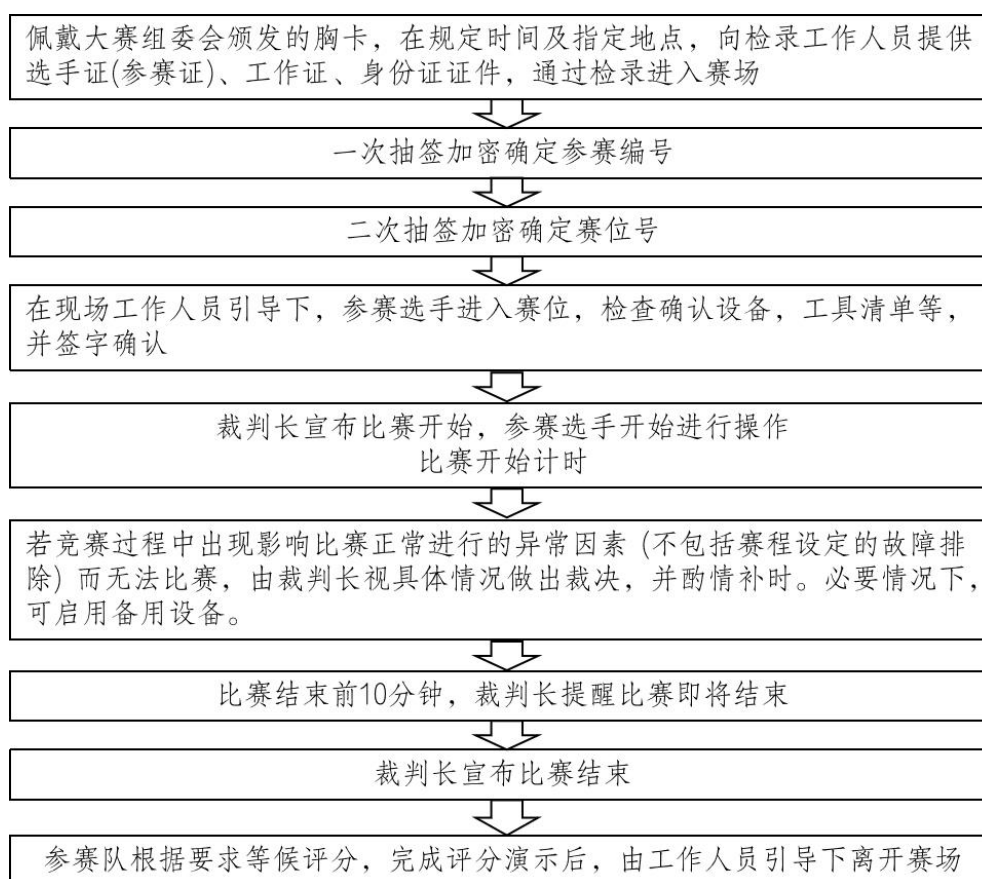 佩戴大赛组委会颁发的胸卡，在规定时间及指定地点，向检录工作人员提供
选手证(参赛证)、工作证、身份证证件，通过检录进入赛场
一次抽签加密确定参赛编号
二次抽签加密确定赛位号
在现场工作人员引导下，参赛选手进入赛位，检查确认设备，工具清单等，
并签字确认
裁判长宣布比赛开始，参赛选手开始进行操作
比赛开始计时
若竞赛过程中出现影响比赛正常进行的异常因素（不包括赛程设定的故障排
除）而无法比赛，由裁判长视具体情况做出裁决，并酌情补时。必要情况下，
可启用备用设备。
比赛结束前10分钟，裁判长提醒比赛即将结束
裁判长宣布比赛结束
参赛队根据要求等候评分，完成评分演示后，由工作人员引导下离开赛场